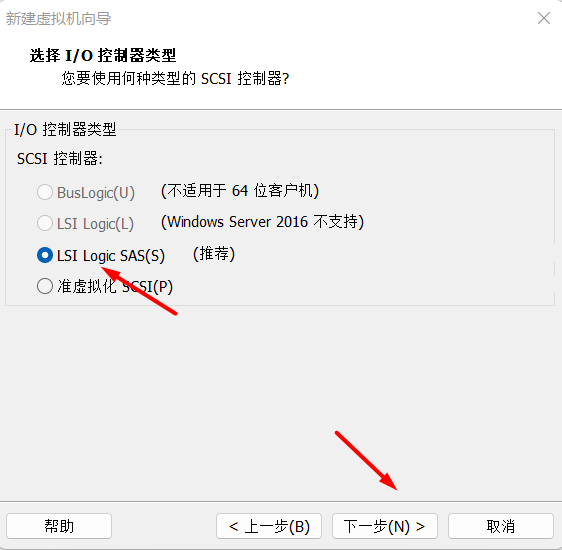 新建虚拟机向导
选择 I/O 控制器类型
您要使用何种类型的 SCSI 控制器?
I/O 控制器类型
SCSI 控制器:
BusLogic(U) (不适用于 64 位客户机)
LSI Logic(L) (Windows Server 2016 不支持)
LSI Logic SAS(S) (推荐)
准虚拟化 SCSI(P)
帮助 < 上一步(B) 下一步(N) > 取消